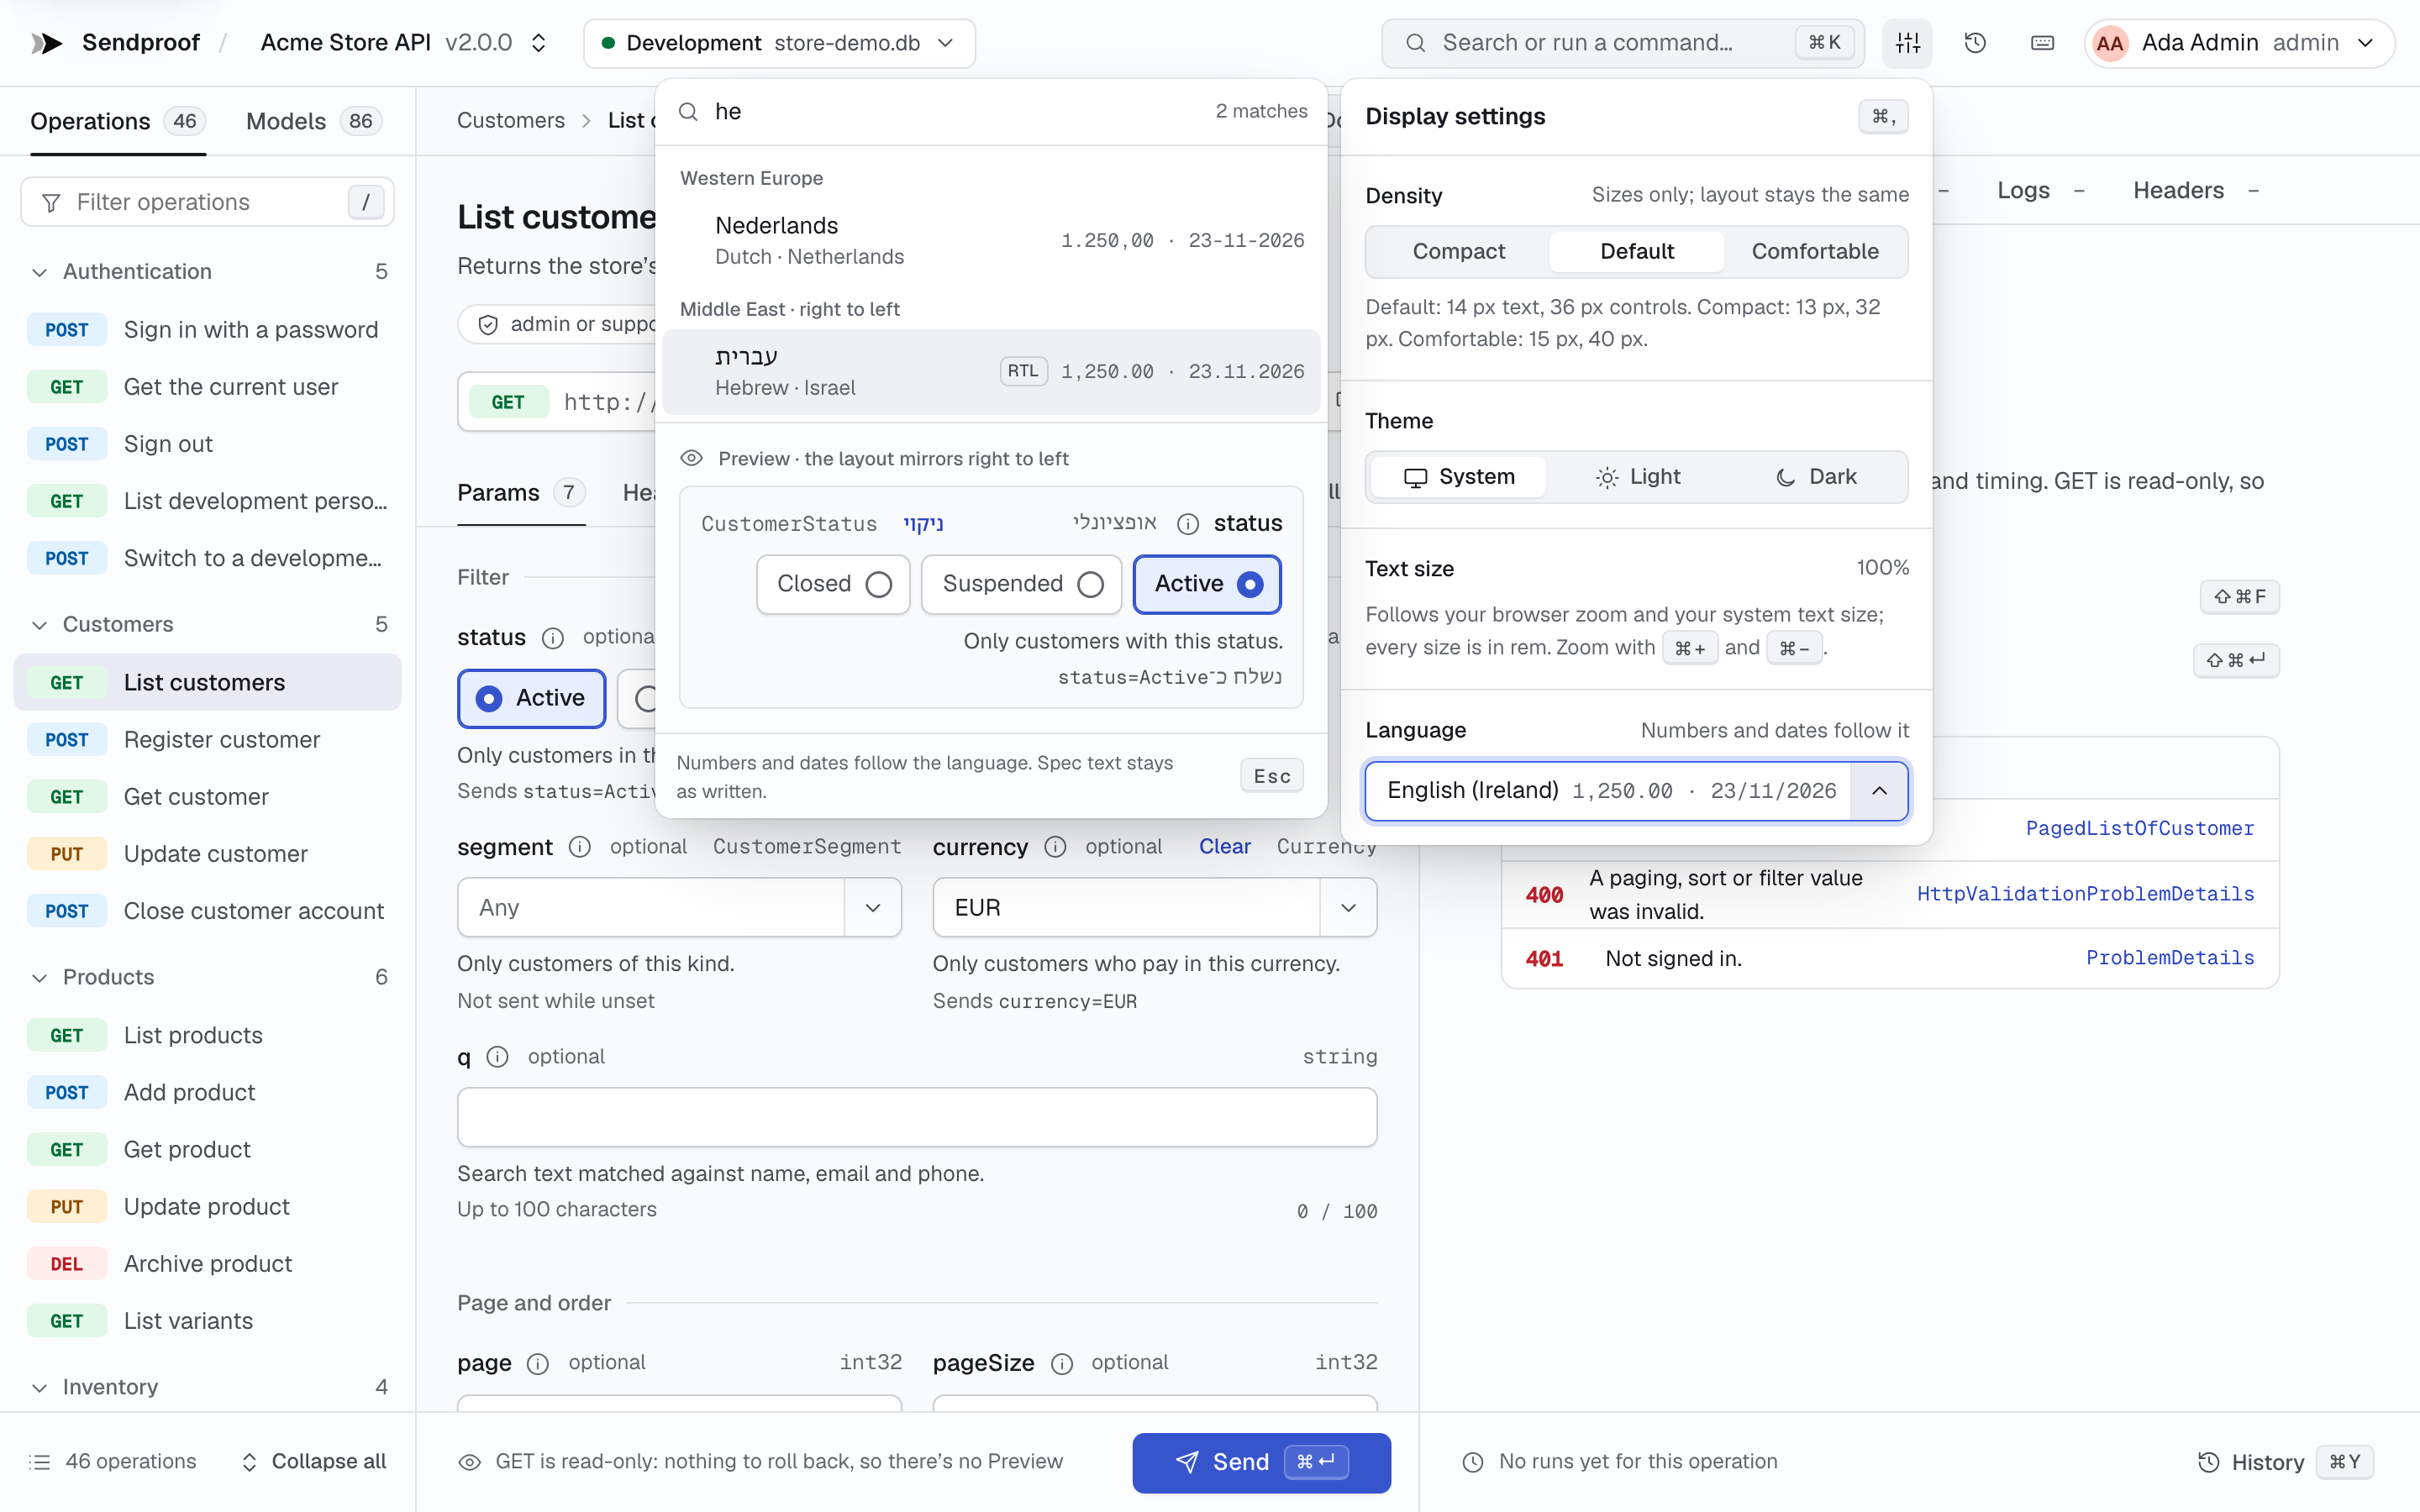 Sendproof / Acme Store API v2.0.0
Development store-demo.db
Search or run a command… ⌘K
AA Ada Admin admin
Operations 46 Models 86
Filter operations /
Authentication 5
POST Sign in with a password
GET Get the current user
POST Sign out
GET List development perso…
POST Switch to a developme…
Customers 5
GET List customers
POST Register customer
GET Get customer
PUT Update customer
POST Close customer account
Products 6
GET List products
POST Add product
GET Get product
PUT Update product
DEL Archive product
GET List variants
Inventory 4
46 operations Collapse all
Customers > List
List custome
Returns the store’s
admin or suppo
GET http://
Params 7 Hea
Filter
status optiona
Active
Only customers in th
Sends status=Activ
segment optional CustomerSegment
Any
Only customers of this kind.
Not sent while unset
currency optional Clear Currency
EUR
Only customers who pay in this currency.
Sends currency=EUR
q optional string
Search text matched against name, email and phone.
Up to 100 characters 0 / 100
Page and order
page optional int32
pageSize optional int32
GET is read-only: nothing to roll back, so there’s no Preview
Send ⌘↵
he 2 matches
Western Europe
Nederlands
Dutch · Netherlands
1.250,00 · 23-11-2026
Middle East · right to left
עברית
Hebrew · Israel
RTL 1,250.00 · 23.11.2026
Preview · the layout mirrors right to left
status אופציונלי ניקוי CustomerStatus
Active Suspended Closed
Only customers with this status.
נשלח כ־status=Active
Numbers and dates follow the language. Spec text stays
as written.
Esc
Display settings ⌘,
Density Sizes only; layout stays the same
Compact Default Comfortable
Default: 14 px text, 36 px controls. Compact: 13 px, 32
px. Comfortable: 15 px, 40 px.
Theme
System Light Dark
Text size 100%
Follows your browser zoom and your system text size;
every size is in rem. Zoom with ⌘+ and ⌘−.
Language Numbers and dates follow it
English (Ireland) 1,250.00 · 23/11/2026
– Logs – Headers –
and timing. GET is read-only, so
⇧⌘F
⇧⌘↵
PagedListOfCustomer
400 A paging, sort or filter value
was invalid.
HttpValidationProblemDetails
401 Not signed in. ProblemDetails
No runs yet for this operation
History ⌘Y